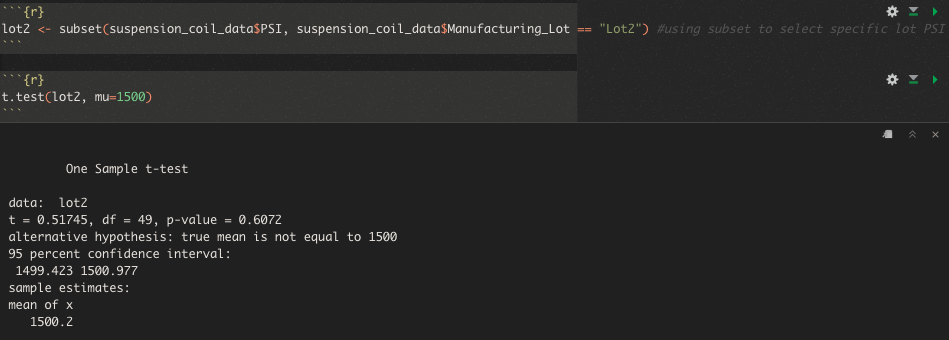 ```{r}
lot2 <- subset(suspension_coil_data$PSI, suspension_coil_data$Manufacturing_Lot == "Lot2") #using subset to select specific lot PSI
```
```{r}
t.test(lot2, mu=1500)
```
One Sample t-test
data:  lot2
t = 0.51745, df = 49, p-value = 0.6072
alternative hypothesis: true mean is not equal to 1500
95 percent confidence interval:
1499.423 1500.977
sample estimates:
mean of x
1500.2